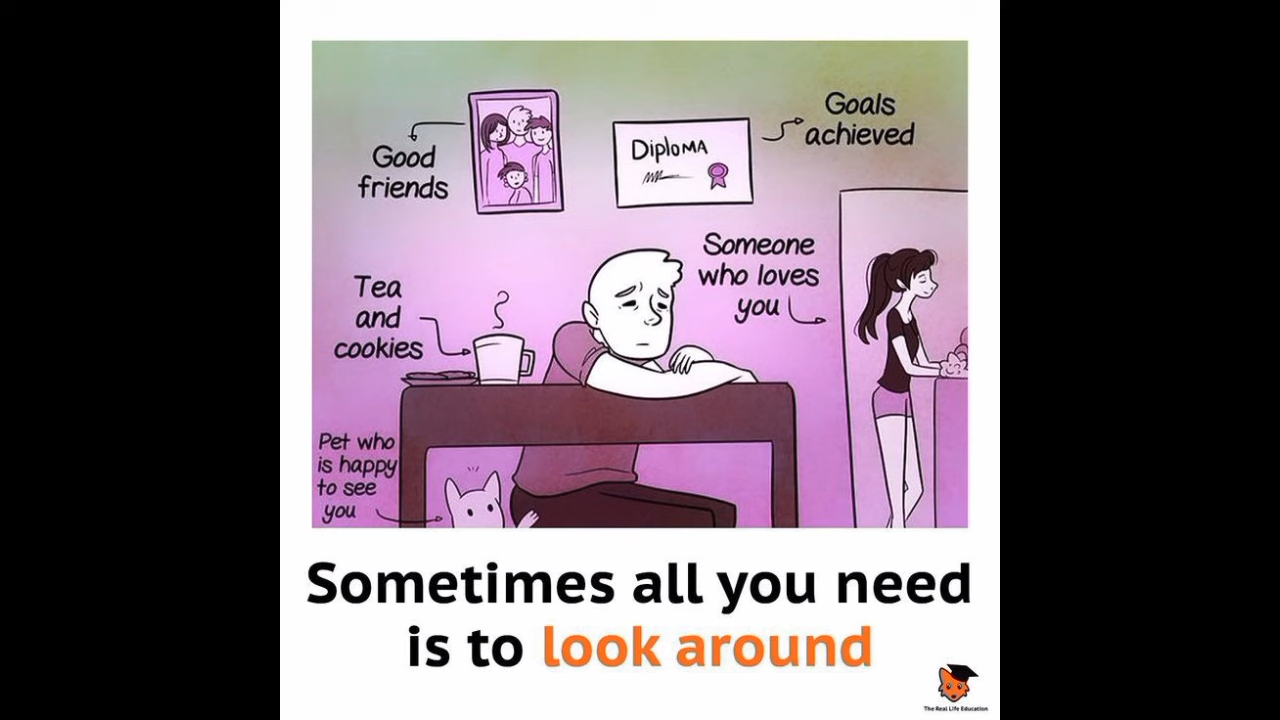 Goals
achieved
Good
friends
Diploma
Someone
who loves
you
Tea
and
cookies
Pet who
is happy
to see
you
Sometimes all you need
is to look around
The Real Life Education